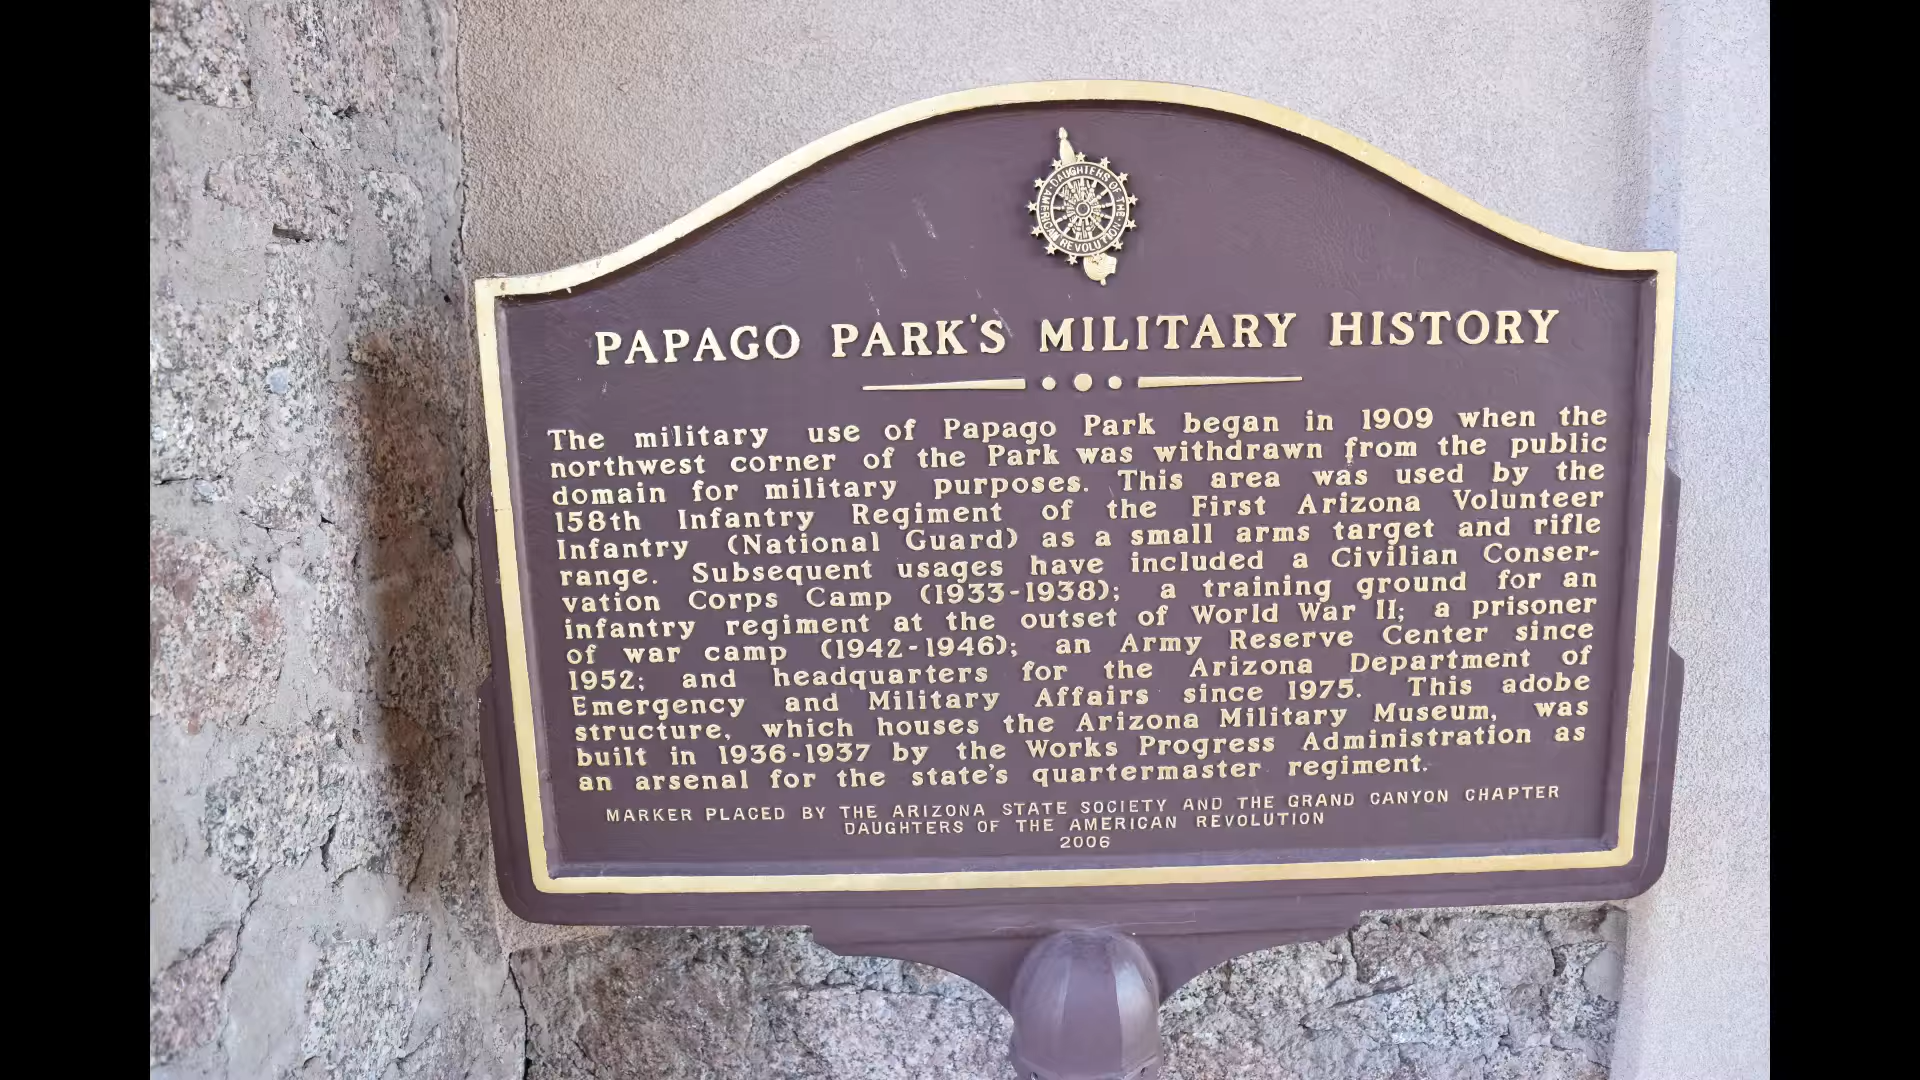 DAUGHTERS OF THE AMERICAN REVOLUTION
PAPAGO PARK'S MILITARY HISTORY
The military use of Papago Park began in 1909 when the
northwest corner of the Park was withdrawn from the public
domain for military purposes. This area was used by the
158th Infantry Regiment of the First Arizona Volunteer
Infantry (National Guard) as a small arms target and rifle
range. Subsequent usages have included a Civilian Conser-
vation Corps Camp (1933-1938); a training ground for an
infantry regiment at the outset of World War II; a prisoner
of war camp (1942-1946); an Army Reserve Center since
1952; and headquarters for the Arizona Department of
Emergency and Military Affairs since 1975. This adobe
structure, which houses the Arizona Military Museum, was
built in 1936-1937 by the Works Progress Administration as
an arsenal for the state's quartermaster regiment.
MARKER PLACED BY THE ARIZONA STATE SOCIETY AND THE GRAND CANYON CHAPTER
DAUGHTERS OF THE AMERICAN REVOLUTION
2006